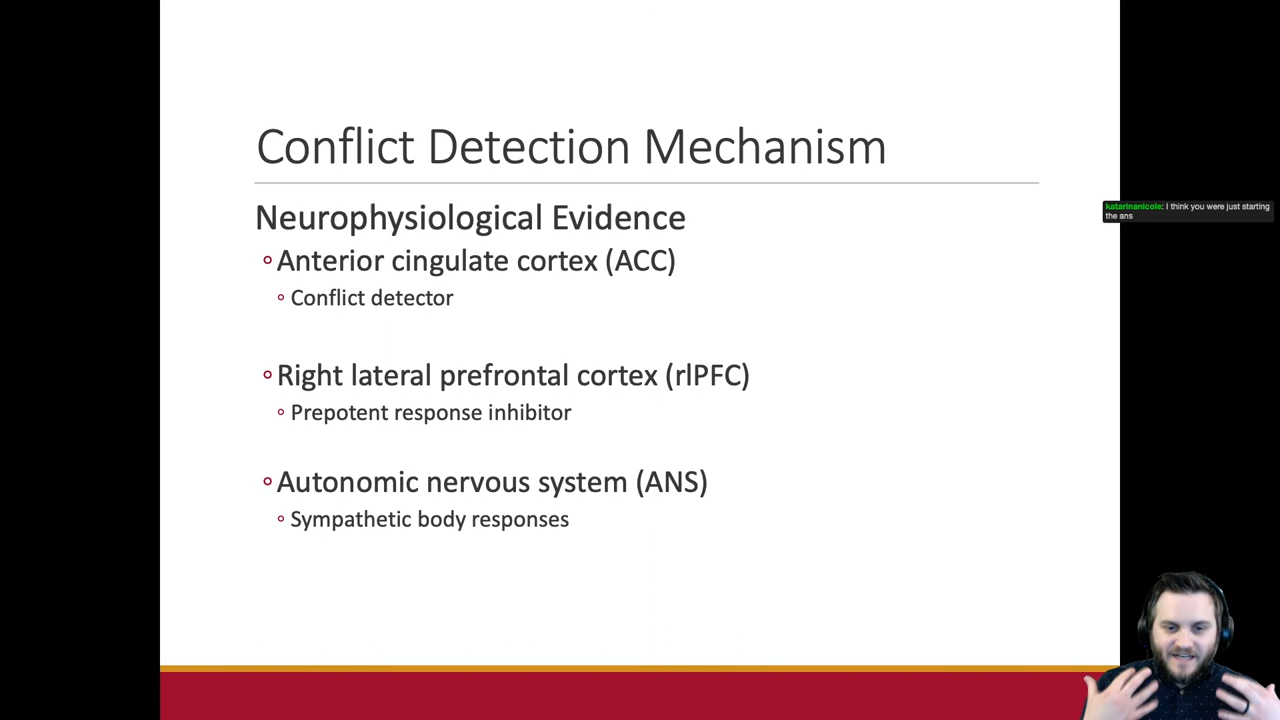 Conflict Detection Mechanism
Neurophysiological Evidence
Anterior cingulate cortex (ACC)
Conflict detector
Right lateral prefrontal cortex (rlPFC)
Prepotent response inhibitor
Autonomic nervous system (ANS)
Sympathetic body responses
katarinanicole: I think you were just starting
the ans